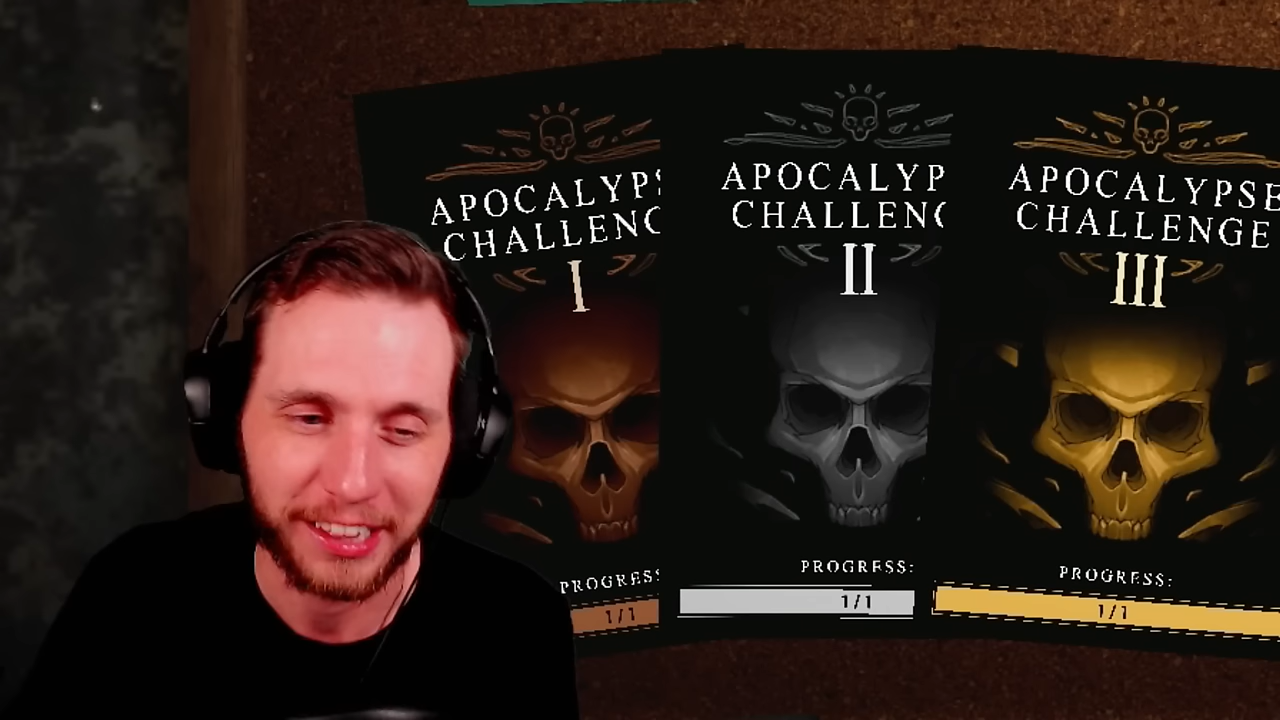 APOCALYPS
CHALLENG
I
PROGRESS:
1/1
APOCALYP
CHALLENG
II
PROGRESS:
1/1
APOCALYPSE
CHALLENGE
III
PROGRESS:
1/1